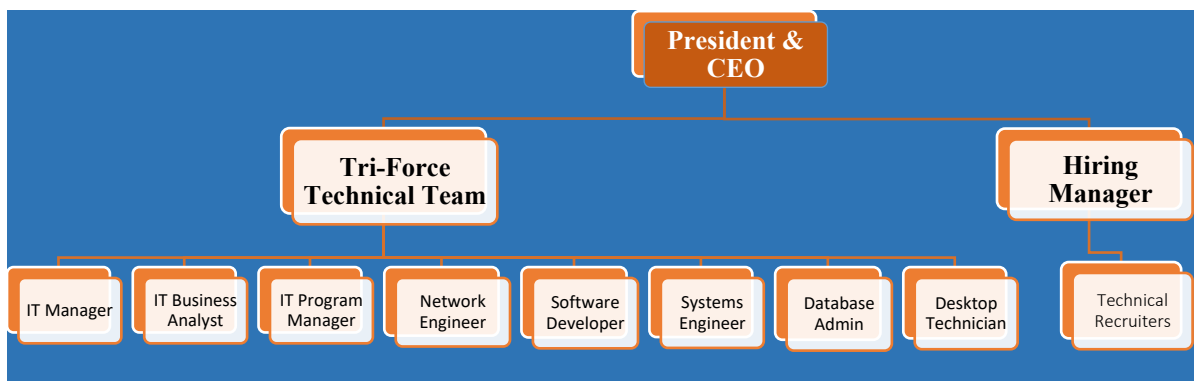 President &
CEO
Tri-Force
Technical Team
Hiring
Manager
IT Manager
IT Business
Analyst
IT Program
Manager
Network
Engineer
Software
Developer
Systems
Engineer
Database
Admin
Desktop
Technician
Technical
Recruiters